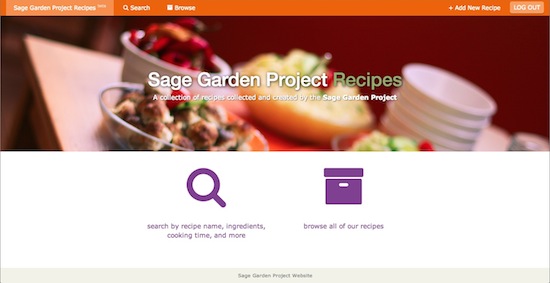 Sage Garden Project Recipes beta
Search
Browse
+ Add New Recipe
LOG OUT
Sage Garden Project Recipes
A collection of recipes collected and created by the Sage Garden Project
search by recipe name, ingredients,
cooking time, and more
browse all of our recipes
Sage Garden Project Website